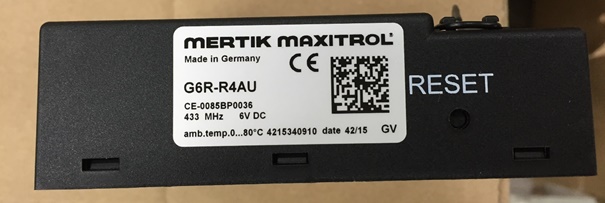 MERTIK MAXITROL®
Made in Germany
CE
G6R-R4AU
CE-0085BP0036
433 MHz 6V DC
amb.temp.0...80°C 4215340910 date 42/15 GV
RESET